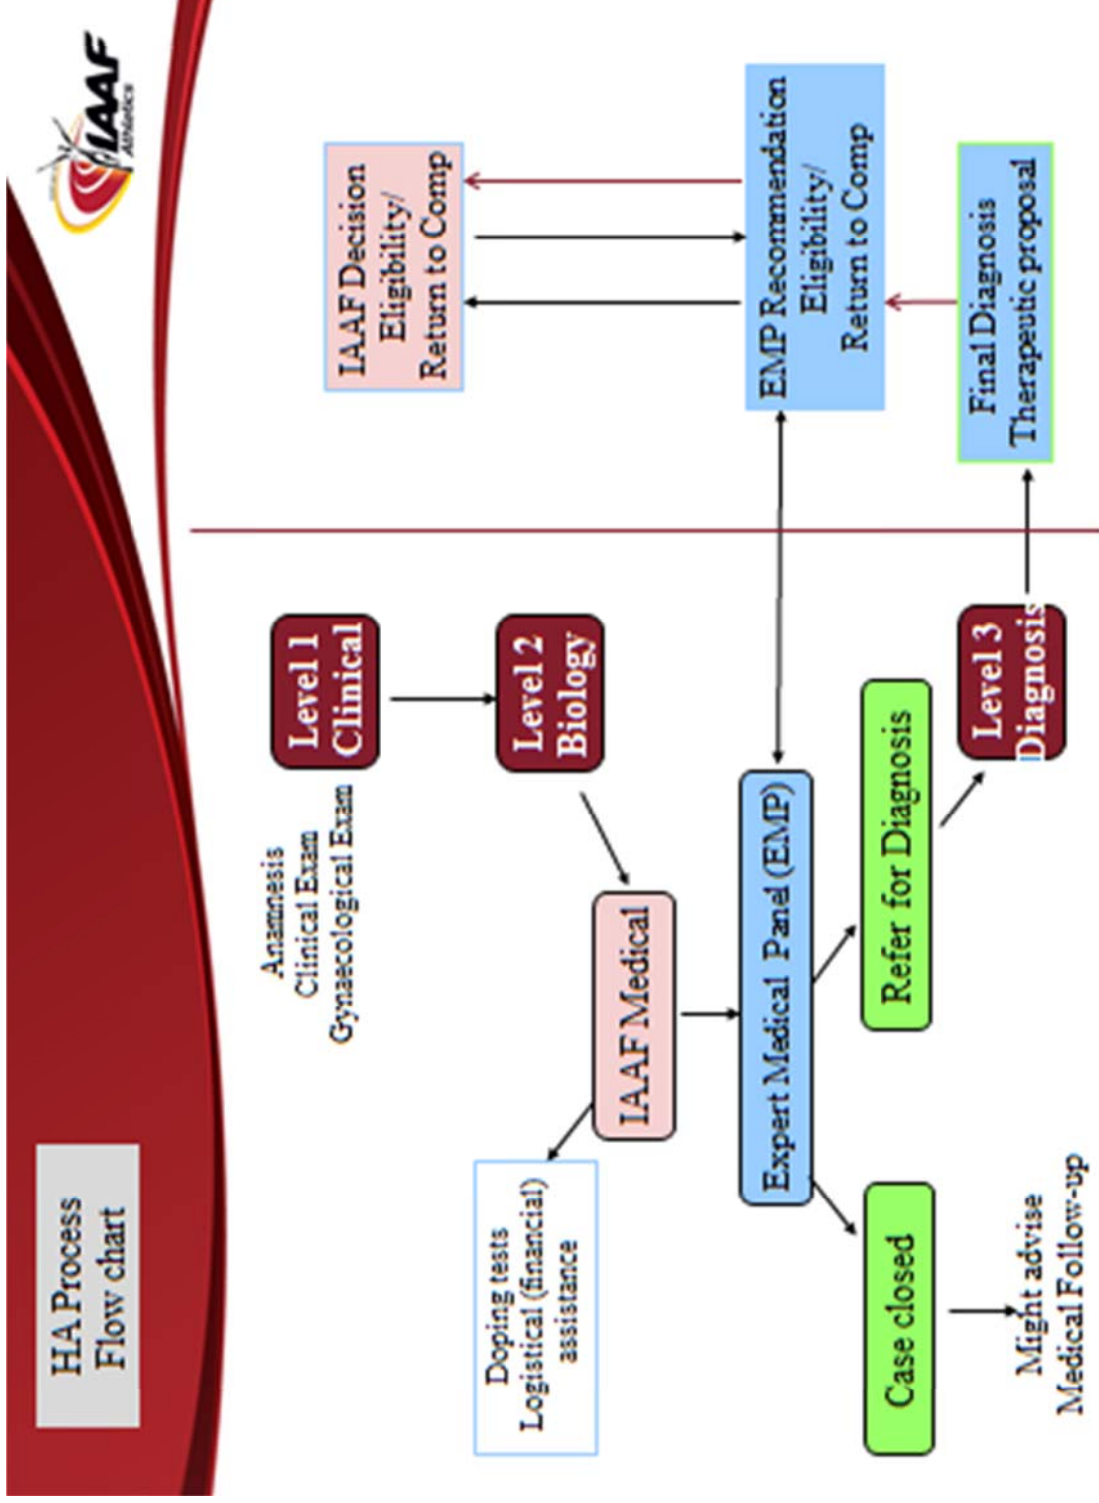 HA Process
Flow chart
IAAF
Athletics
Anamnesis
Clinical Exam
Gynaecological Exam
Level 1
Clinical
IAAF Decision
Eligibility/
Return to Comp
Level 2
Biology
Doping tests
Logistical (financial)
assistance
IAAF Medical
Expert Medical Panel (EMP)
EMP Recommendation
Eligibility/
Return to Comp
Case closed
Refer for Diagnosis
Level 3
Diagnosis
Final Diagnosis
Therapeutic proposal
Might advise
Medical Follow-up